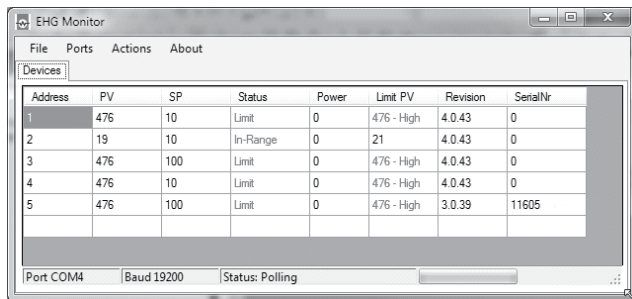 EHG Monitor
File Ports Actions About
Devices
Address PV SP Status Power Limit PV Revision SerialNr
1 476 10 Limit 0 476 - High 4.0.43 0
2 19 10 In-Range 0 21 4.0.43 0
3 476 100 Limit 0 476 - High 4.0.43 0
4 476 10 Limit 0 476 - High 4.0.43 0
5 476 100 Limit 0 476 - High 3.0.39 11605
Port COM4 Baud 19200 Status: Polling